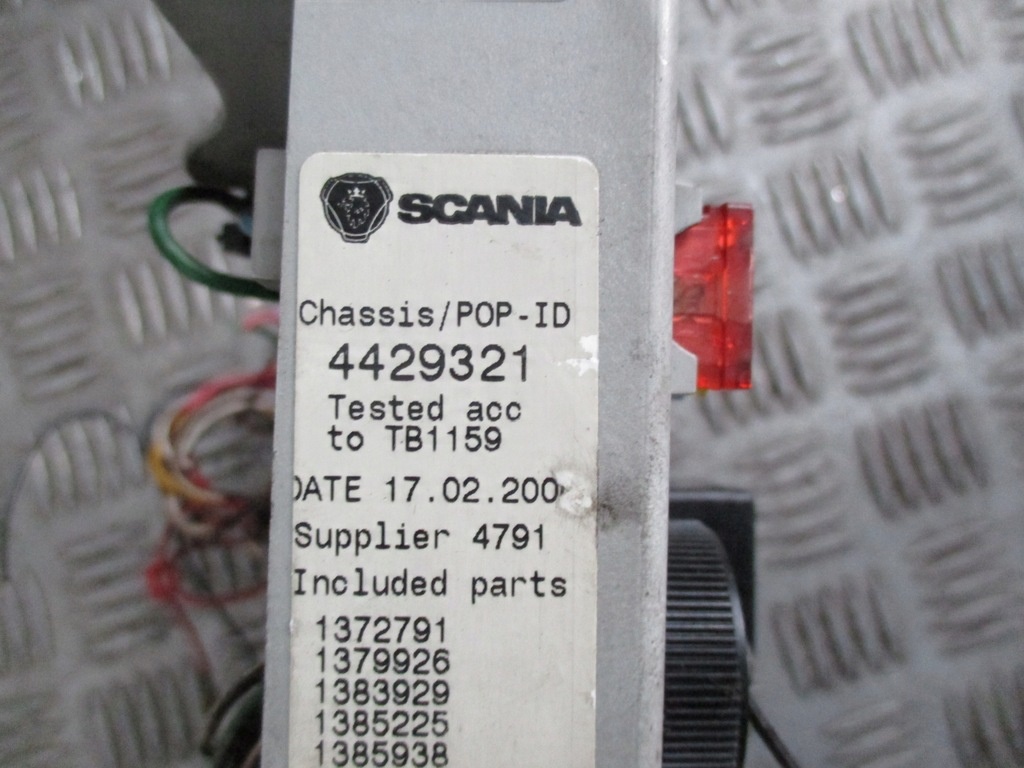 SCANIA
Chassis/POP-ID
4429321
Tested acc
to TB1159
DATE 17.02.200
Supplier 4791
Included parts
1372791
1379926
1383929
1385225
1385938